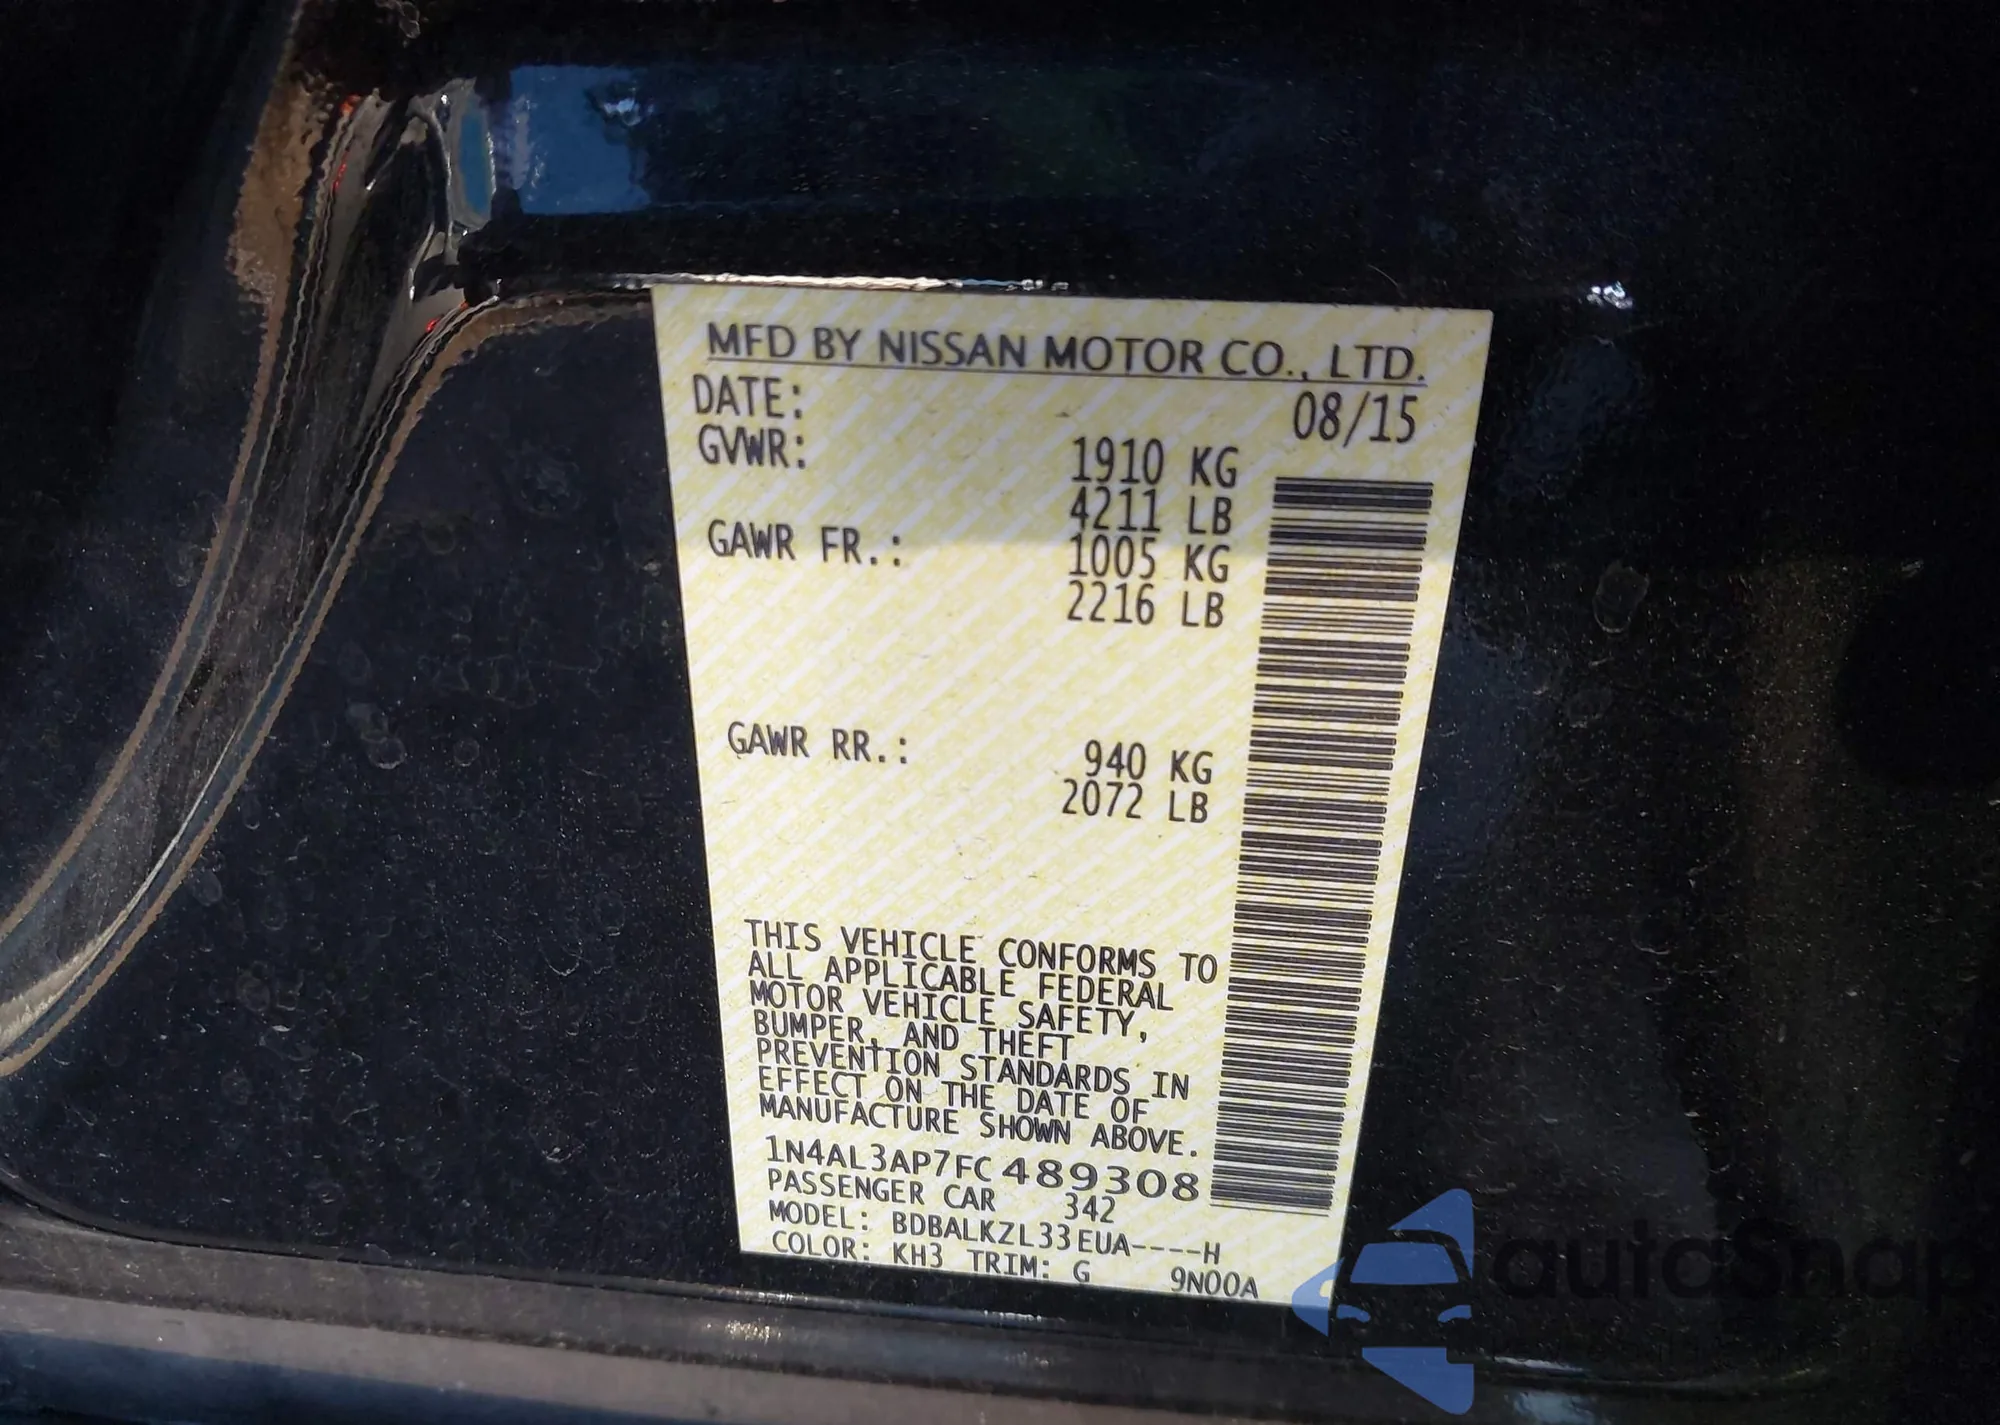 MFD BY NISSAN MOTOR CO., LTD.
DATE: 08/15
GVWR: 1910 KG
4211 LB
GAWR FR.: 1005 KG
2216 LB
GAWR RR.: 940 KG
2072 LB
THIS VEHICLE CONFORMS TO
ALL APPLICABLE FEDERAL
MOTOR VEHICLE SAFETY,
BUMPER, AND THEFT
PREVENTION STANDARDS IN
EFFECT ON THE DATE OF
MANUFACTURE SHOWN ABOVE.
1N4AL3AP7FC489308
PASSENGER CAR 342
MODEL: BDBALKZL33EUA----H
COLOR: KH3 TRIM: G 9N00A
autoSnap